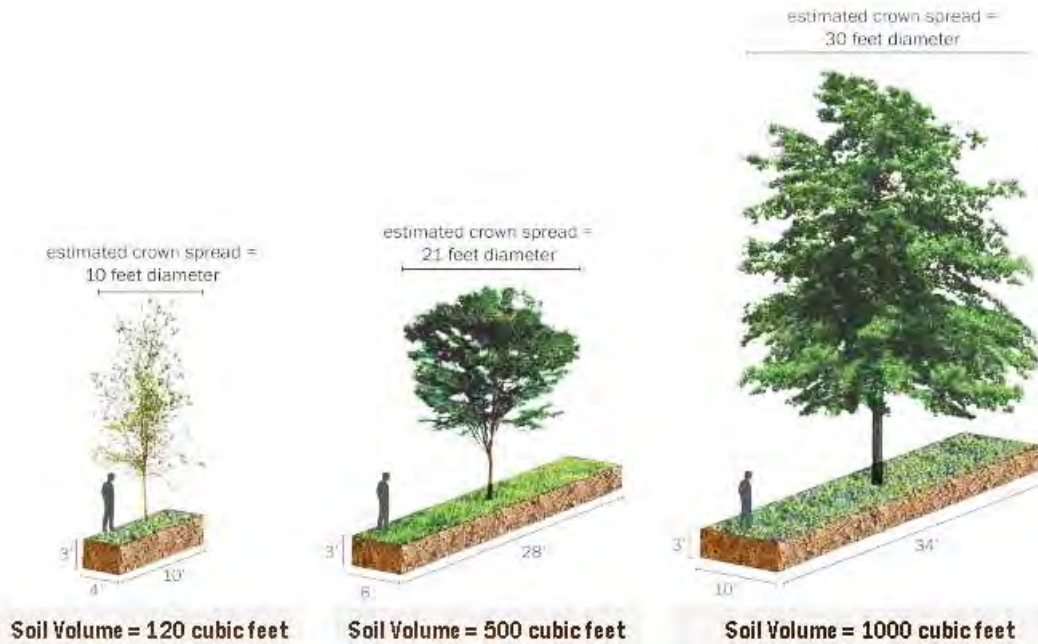 estimated crown spread =
10 feet diameter
3'
4'
10'
Soil Volume = 120 cubic feet
estimated crown spread =
21 feet diameter
3'
6'
28'
Soil Volume = 500 cubic feet
estimated crown spread =
30 feet diameter
3'
10'
34'
Soil Volume = 1000 cubic feet